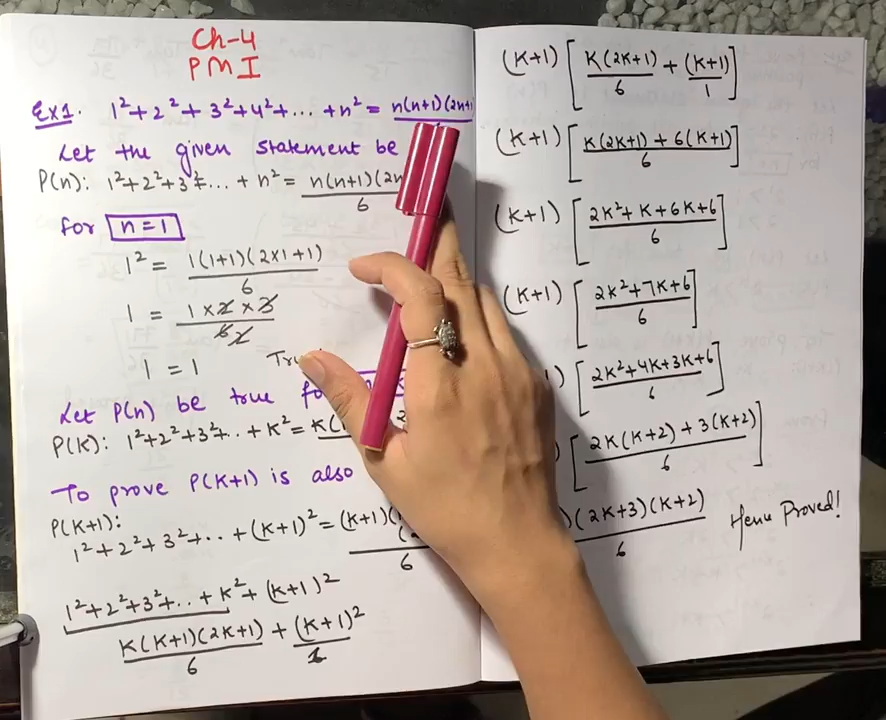 Ch-4
PMI
Ex1. 1²+2²+3²+4²+...+n² = n(n+1)(2n+1
Let the given statement be
P(n): 1²+2²+3²+...+n² = n(n+1)(2n
6
for n=1
1² = 1(1+1)(2×1+1)
6
1 = 1×2×3
6 2
1 = 1
Let P(n) be true for
P(K): 1²+2²+3²+..+K² = K(
To prove P(K+1) is also
P(K+1):
1²+2²+3²+..+(K+1)² = (K+1)(
6
1²+2²+3²+..+K²+(K+1)²
K(K+1)(2K+1)/6 + (K+1)²/1
(K+1) [K(2K+1)/6 + (K+1)/1]
(K+1) [K(2K+1)+6(K+1)/6]
(K+1) [2K²+K+6K+6/6]
(K+1) [2K²+7K+6/6]
) [2K²+4K+3K+6/6]
) [2K(K+2)+3(K+2)/6]
)(2K+3)(K+2)/6 Hence Proved!